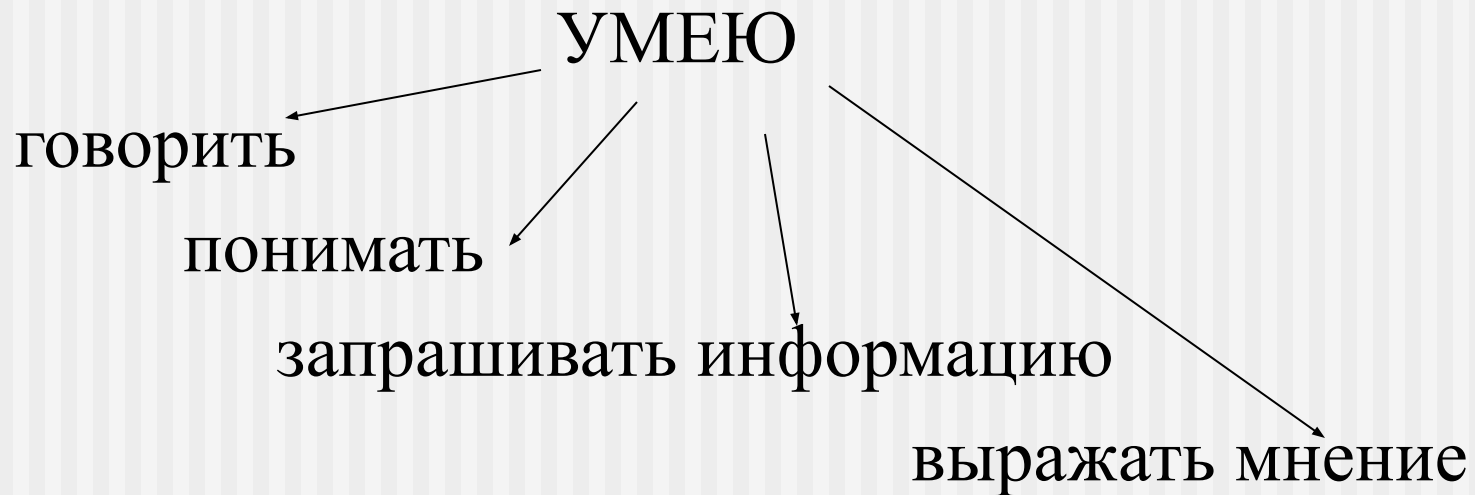 УМЕЮ
говорить
понимать
запрашивать информацию
выражать мнение